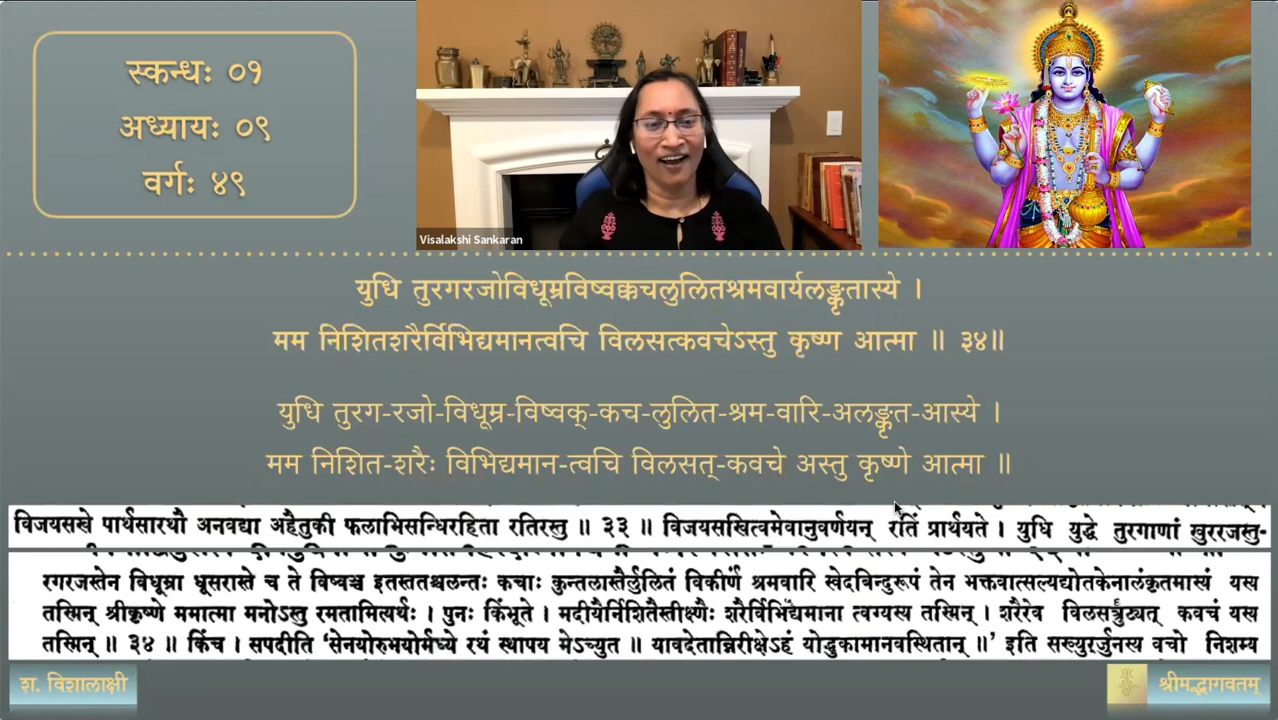 स्कन्धः ०१
अध्यायः ०९
वर्गः ४९
Visalakshi Sankaran
युधि तुरगरजोविधूम्रविष्वक्कचलुलितश्रमवार्यलङ्कृतास्ये ।
मम निशितशरैर्विभिद्यमानत्वचि विलसत्कवचेऽस्तु कृष्ण आत्मा ॥ ३४॥
युधि तुरग-रजो-विधूम्र-विष्वक्-कच-लुलित-श्रम-वारि-अलङ्कृत-आस्ये ।
मम निशित-शरैः विभिद्यमान-त्वचि विलसत्-कवचे अस्तु कृष्णे आत्मा ॥
विजयसखे पार्थसारथौ अनवद्या अहैतुकी फलाभिसन्धिरहिता रतिरस्तु ॥ ३३ ॥ विजयसखित्वमेवानुवर्णयन् रतिं प्रार्थयते । युधि युद्धे तुरगाणां खुररजस्तु-
रगरजस्तेन विधूम्रा धूसरास्ते च ते विष्वञ्च इतस्ततश्चलन्तः कचाः कुन्तलास्तैर्लुलितं विकीर्णं श्रमवारि स्वेदबिन्दुरूपं तेन भक्तवात्सल्यद्योतकेनालंकृतमास्यं यस्य
तस्मिन् श्रीकृष्णे ममात्मा मनोऽस्तु रमतामित्यर्थः । पुनः किंभूते । मदीयैर्निशितैस्तीक्ष्णैः शरैर्विभिद्यमाना त्वग्यस्य तस्मिन् । शरैरेव विलसत्त्रुट्यत् कवचं यस्य
तस्मिन् ॥ ३४ ॥ किंच । सपदीति 'सेनयोरुभयोर्मध्ये रथं स्थापय मेऽच्युत ॥ यावदेतान्निरीक्षेऽहं योद्धुकामानवस्थितान् ॥' इति सख्युरर्जुनस्य वचो निशम्य
श. विशालाक्षी
श्रीमद्भागवतम्